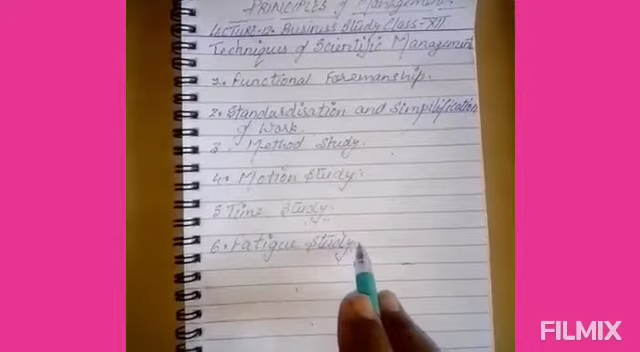 PRINCIPLES of Management
LECTURE-12. Business Study Class-XII
Techniques of Scientific Management
1. Functional Foremanship.
2. Standardisation and Simplification
of Work
3. Method Study.
4. Motion Study.
5 Time Study.
6. Fatigue Study.
FILMIX